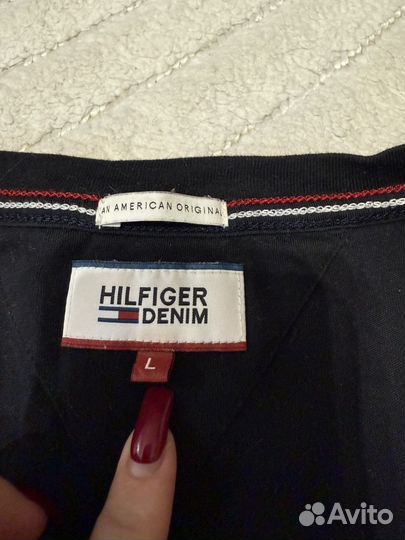 AN AMERICAN ORIGINAL
HILFIGER
DENIM
L
Avito